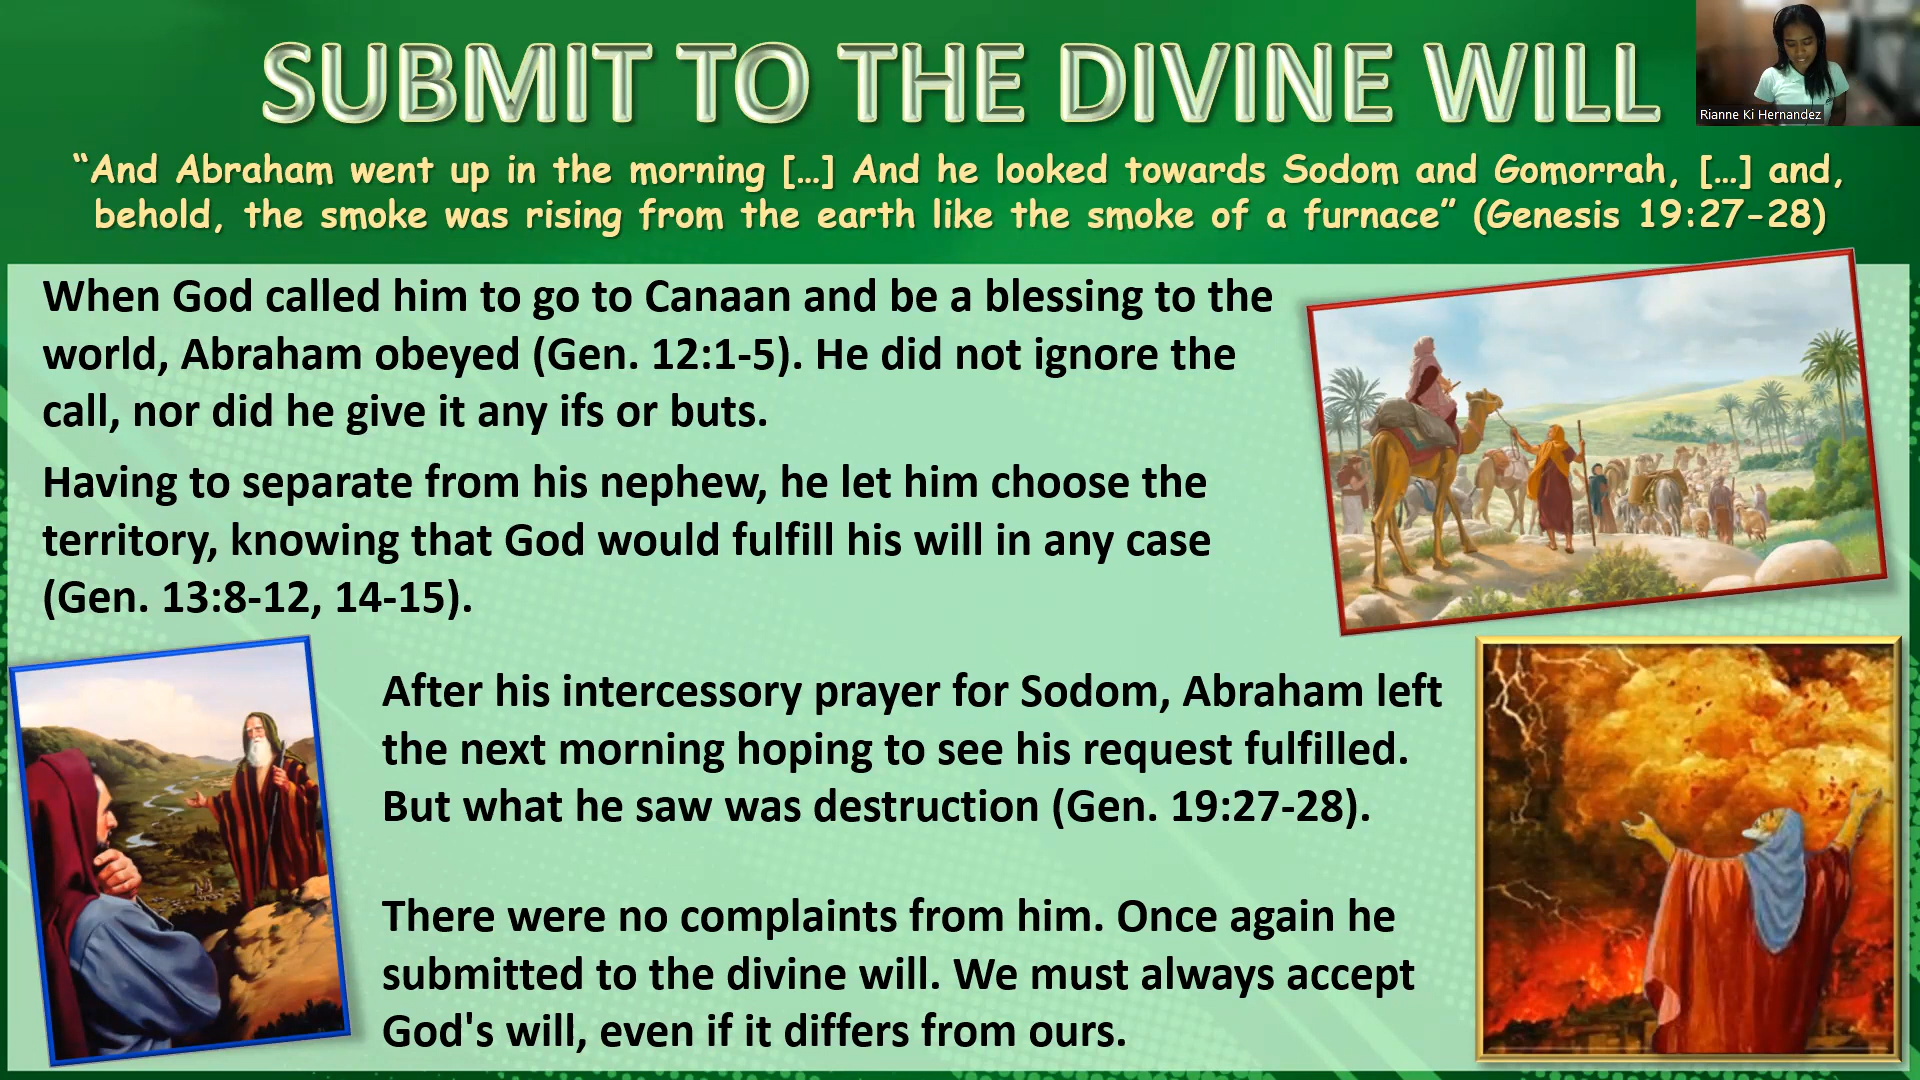 SUBMIT TO THE DIVINE WILL
Rianne Ki Hernandez
“And Abraham went up in the morning […] And he looked towards Sodom and Gomorrah, […] and,
behold, the smoke was rising from the earth like the smoke of a furnace” (Genesis 19:27-28)
When God called him to go to Canaan and be a blessing to the
world, Abraham obeyed (Gen. 12:1-5). He did not ignore the
call, nor did he give it any ifs or buts.
Having to separate from his nephew, he let him choose the
territory, knowing that God would fulfill his will in any case
(Gen. 13:8-12, 14-15).
After his intercessory prayer for Sodom, Abraham left
the next morning hoping to see his request fulfilled.
But what he saw was destruction (Gen. 19:27-28).
There were no complaints from him. Once again he
submitted to the divine will. We must always accept
God's will, even if it differs from ours.